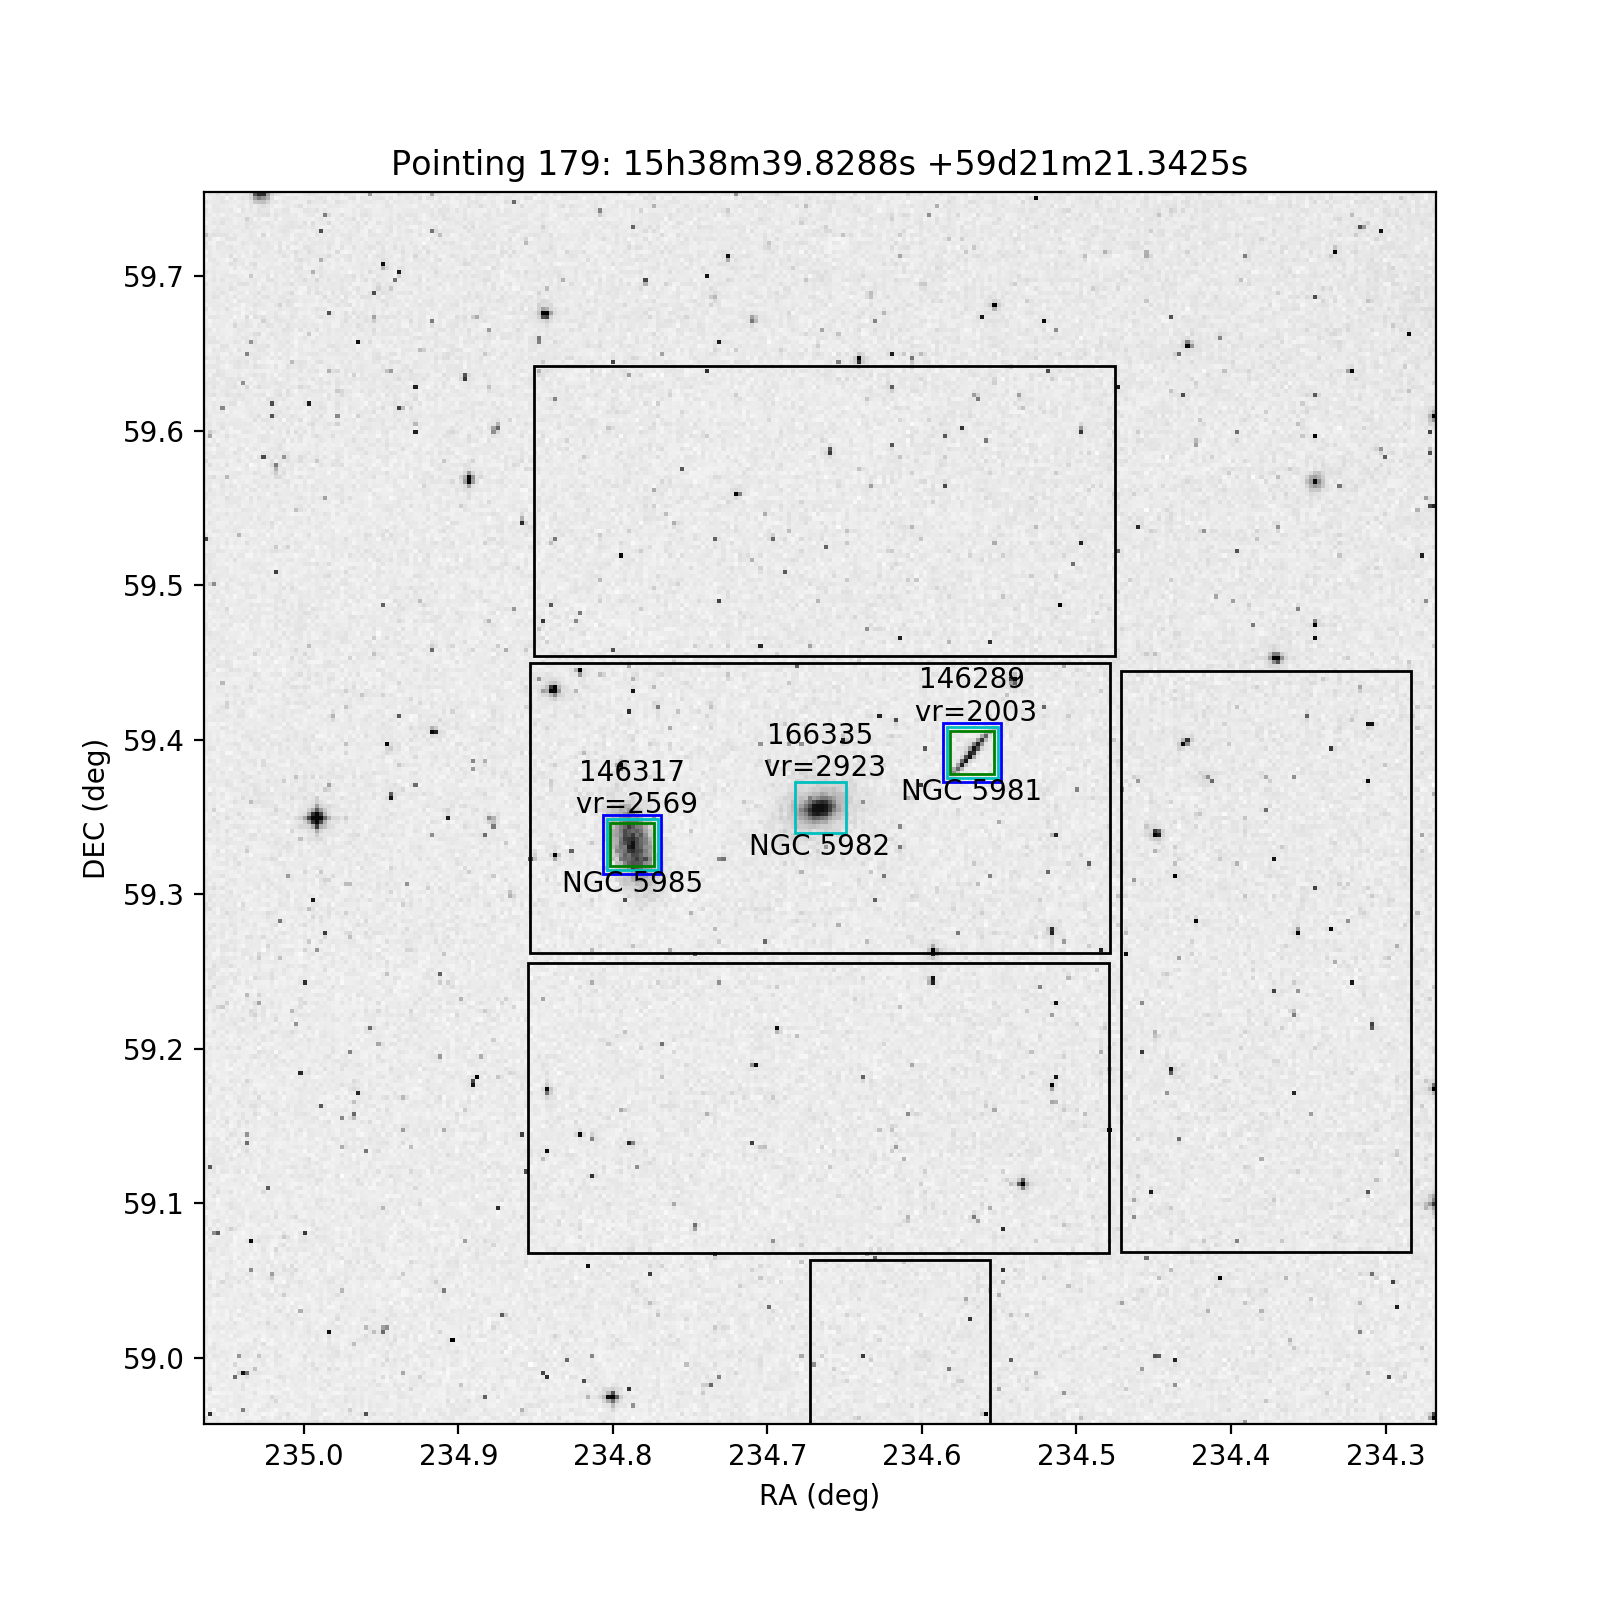 Pointing 179: 15h38m39.8288s +59d21m21.3425s
59.7
59.6
59.5
59.4
59.3
59.2
59.1
59.0
DEC (deg)
146289
vr=2003
NGC 5981
166335
vr=2923
NGC 5982
146317
vr=2569
NGC 5985
235.0 234.9 234.8 234.7 234.6 234.5 234.4 234.3
RA (deg)